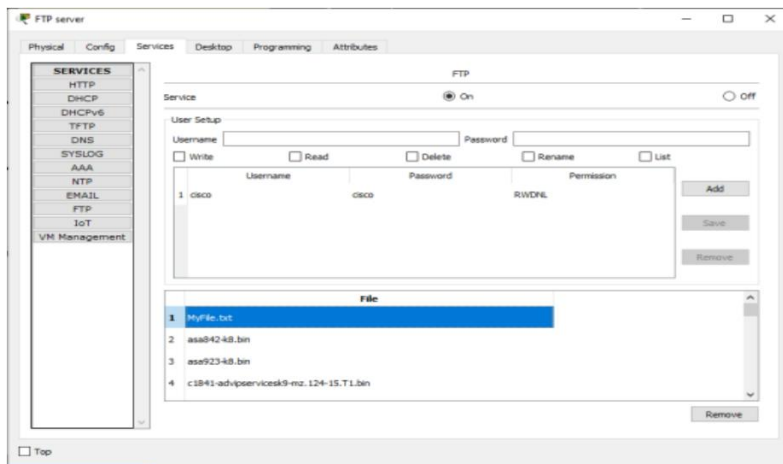 FTP server
Physical Config Services Desktop Programming Attributes
SERVICES
HTTP
DHCP
DHCPv6
TFTP
DNS
SYSLOG
AAA
NTP
EMAIL
FTP
IoT
VM Management
FTP
Service On Off
User Setup
Username Password
Write Read Delete Rename List
Username Password Permission
1 cisco cisco RWDNL
Add
Save
Remove
File
1 MyFile.txt
2 asa842-k8.bin
3 asa923-k8.bin
4 c1841-advipservicesk9-mz.124-15.T1.bin
Remove
Top